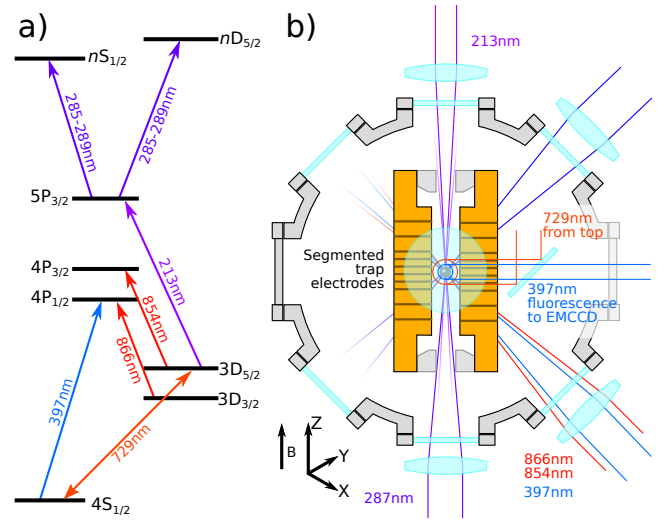 a)
nS1/2
nD5/2
285-289nm
285-289nm
5P3/2
4P3/2
4P1/2
213nm
854nm
866nm
397nm
729nm
3D5/2
3D3/2
4S1/2
b)
213nm
729nm
from top
Segmented
trap
electrodes
397nm
fluorescence
to EMCCD
B
Z
Y
X
287nm
866nm
854nm
397nm